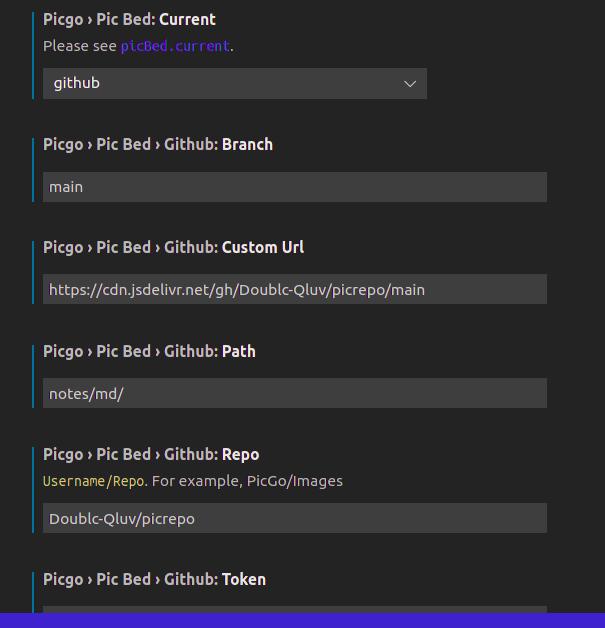 Picgo › Pic Bed: Current
Please see picBed.current.
github
Picgo › Pic Bed › Github: Branch
main
Picgo › Pic Bed › Github: Custom Url
https://cdn.jsdelivr.net/gh/Doublc-Qluv/picrepo/main
Picgo › Pic Bed › Github: Path
notes/md/
Picgo › Pic Bed › Github: Repo
Username/Repo. For example, PicGo/Images
Doublc-Qluv/picrepo
Picgo › Pic Bed › Github: Token